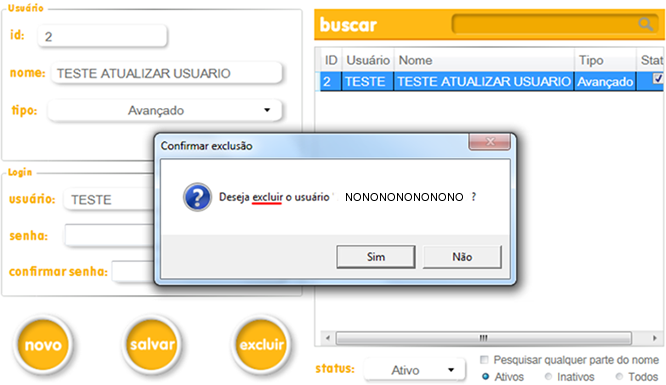 Usuário
id: 2
nome: TESTE ATUALIZAR USUARIO
tipo: Avançado
Login
usuário: TESTE
senha:
confirmar senha:
novo
salvar
excluir
buscar
ID Usuário Nome Tipo Stat
2 TESTE TESTE ATUALIZAR USUARIO Avançado
Confirmar exclusão
Deseja excluir o usuário NONONONONONONO ?
Sim
Não
status: Ativo
Pesquisar qualquer parte do nome
Ativos Inativos Todos